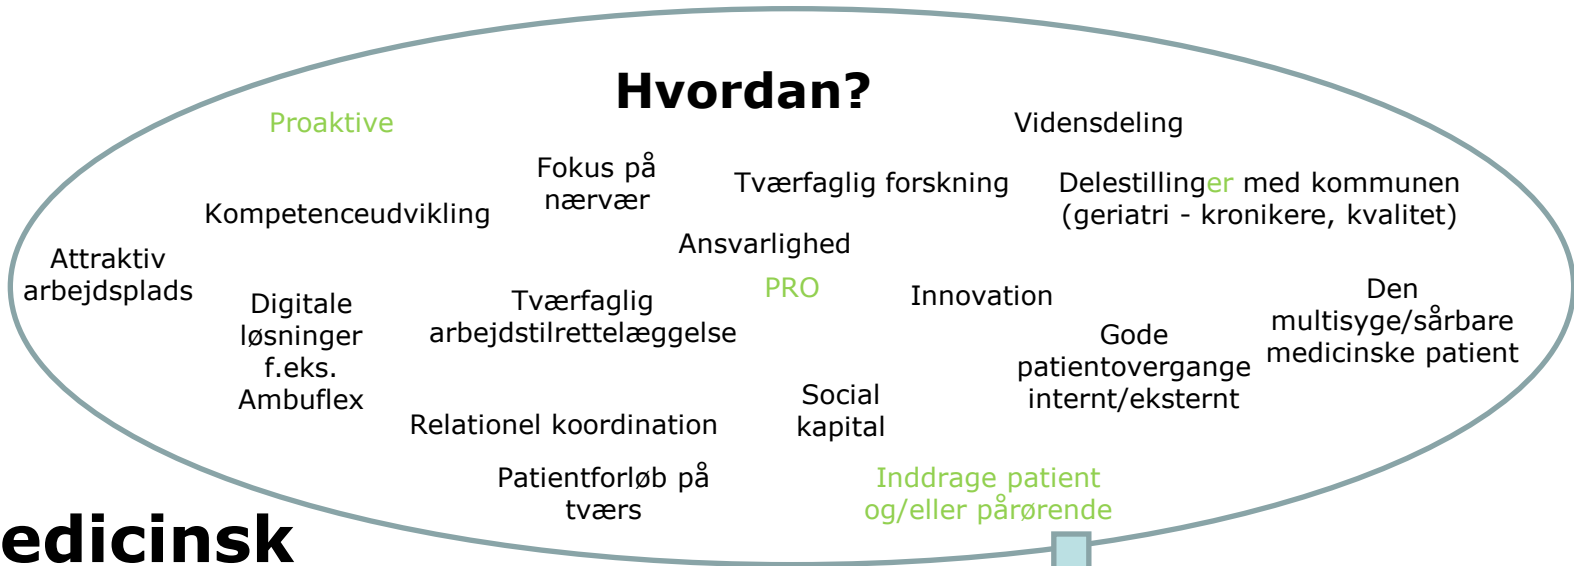 Hvordan?
Proaktive
Vidensdeling
Fokus på
nærvær
Tværfaglig forskning
Delestillinger med kommunen
(geriatri - kronikere, kvalitet)
Kompetenceudvikling
Ansvarlighed
Attraktiv
arbejdsplads
Digitale
løsninger
f.eks.
Ambuflex
Tværfaglig
arbejdstilrettelæggelse
PRO
Innovation
Den
multisyge/sårbare
medicinske patient
Gode
patientovergange
internt/eksternt
Social
kapital
Relationel koordination
Patientforløb på
tværs
Inddrage patient
og/eller pårørende
edicinsk